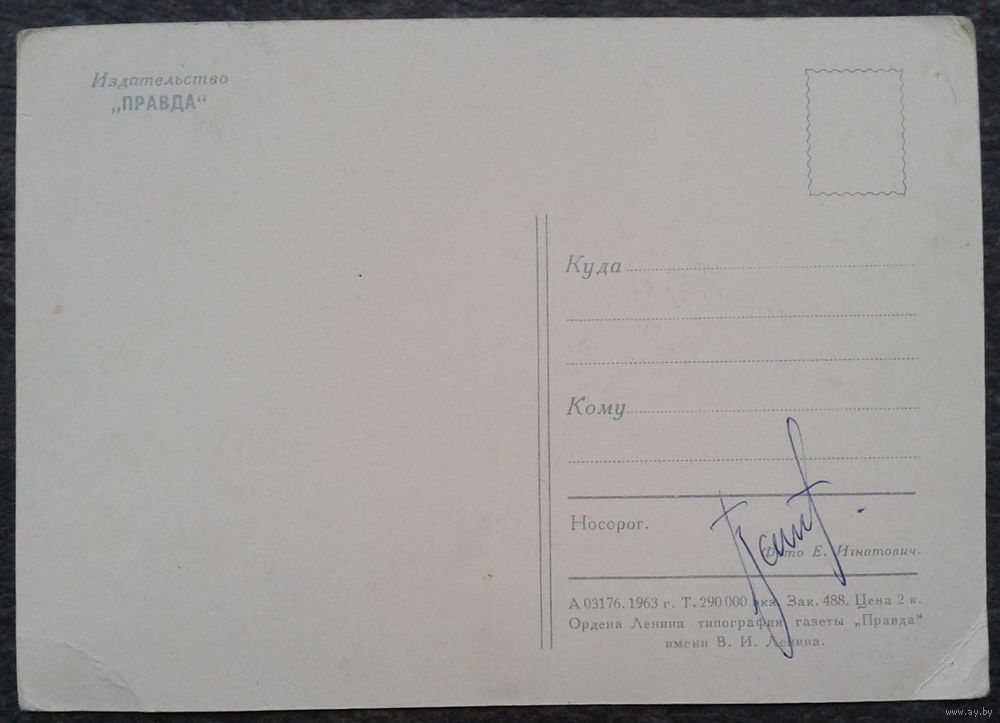 Издательство
„ПРАВДА“
Куда
Кому
Носорог.
Фото Е. Игнатович.
А 03176. 1963 г. Т. 290 000 экз. Зак. 488. Цена 2 к.
Ордена Ленина типография газеты „Правда“
имени В. И. Ленина.
www.ay.by